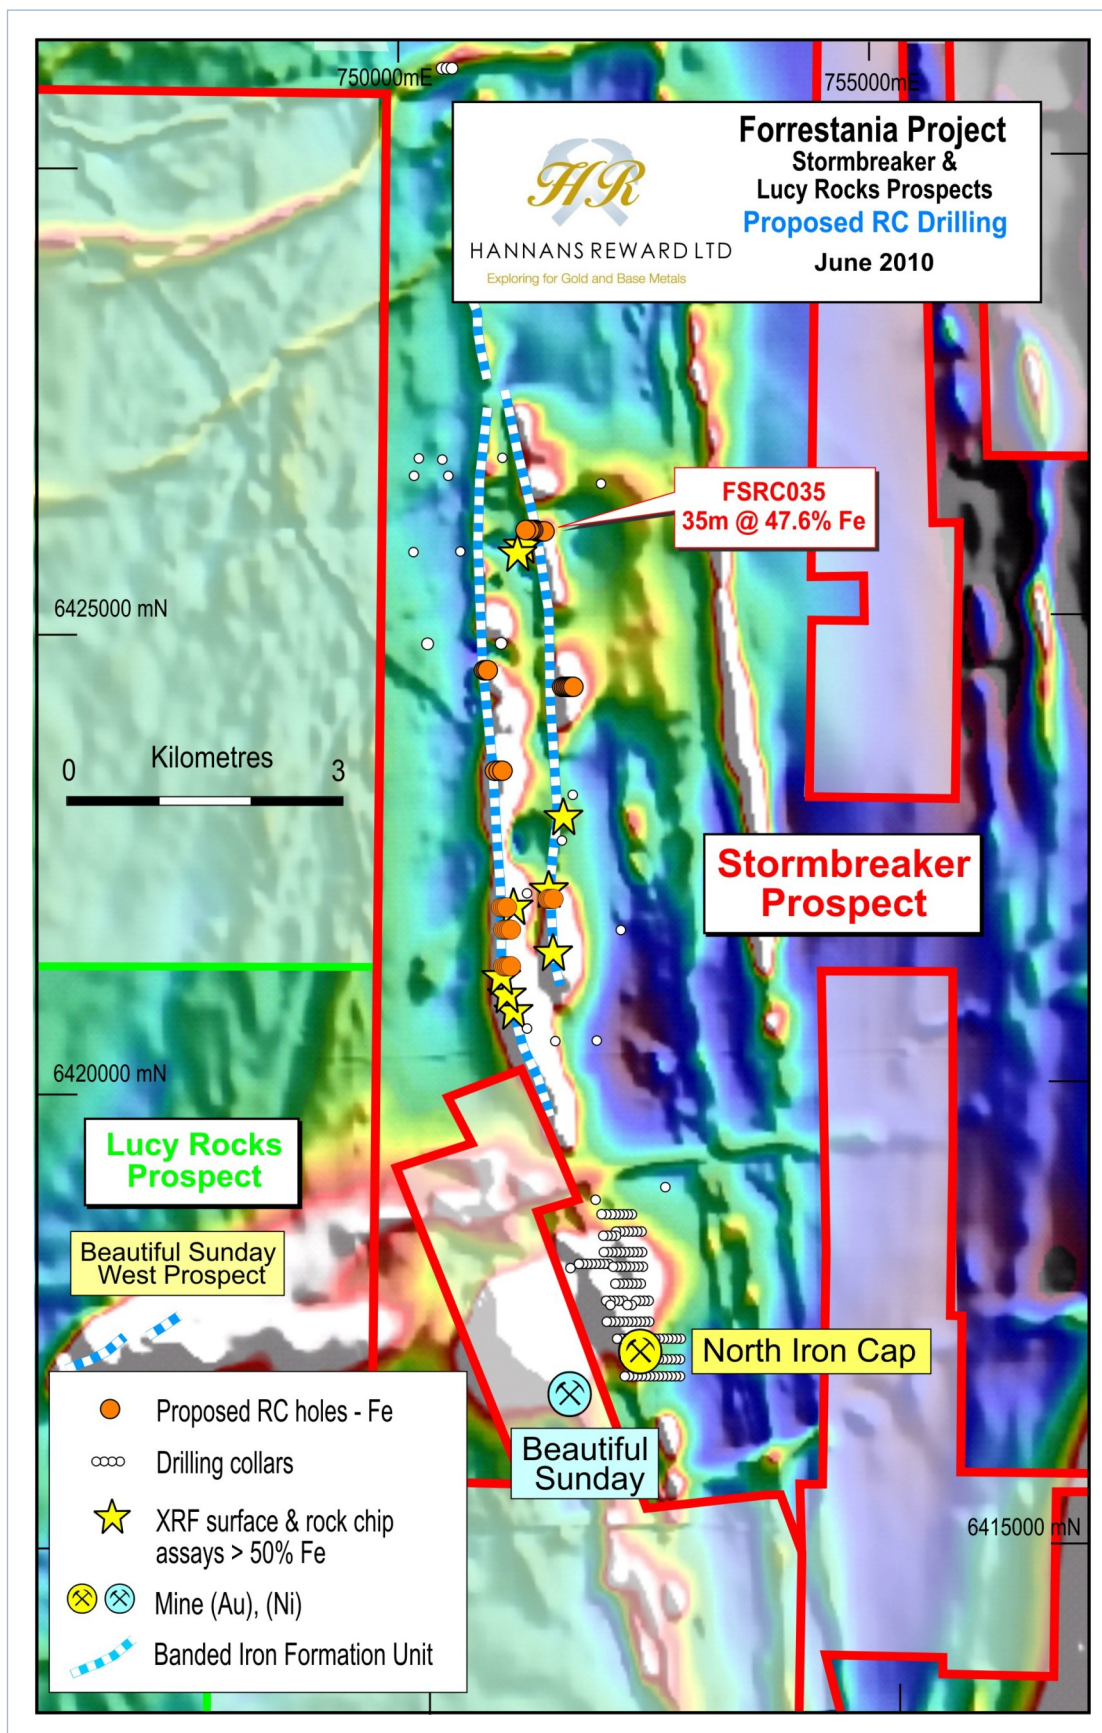 750000mE
755000mE
HR
HANNANS REWARD LTD
Exploring for Gold and Base Metals
Forrestania Project
Stormbreaker &
Lucy Rocks Prospects
Proposed RC Drilling
June 2010
FSRC035
35m @ 47.6% Fe
6425000 mN
Kilometres
0 3
Stormbreaker
Prospect
6420000 mN
Lucy Rocks
Prospect
Beautiful Sunday
West Prospect
North Iron Cap
Beautiful
Sunday
6415000 mN
Proposed RC holes - Fe
Drilling collars
XRF surface & rock chip
assays > 50% Fe
Mine (Au), (Ni)
Banded Iron Formation Unit